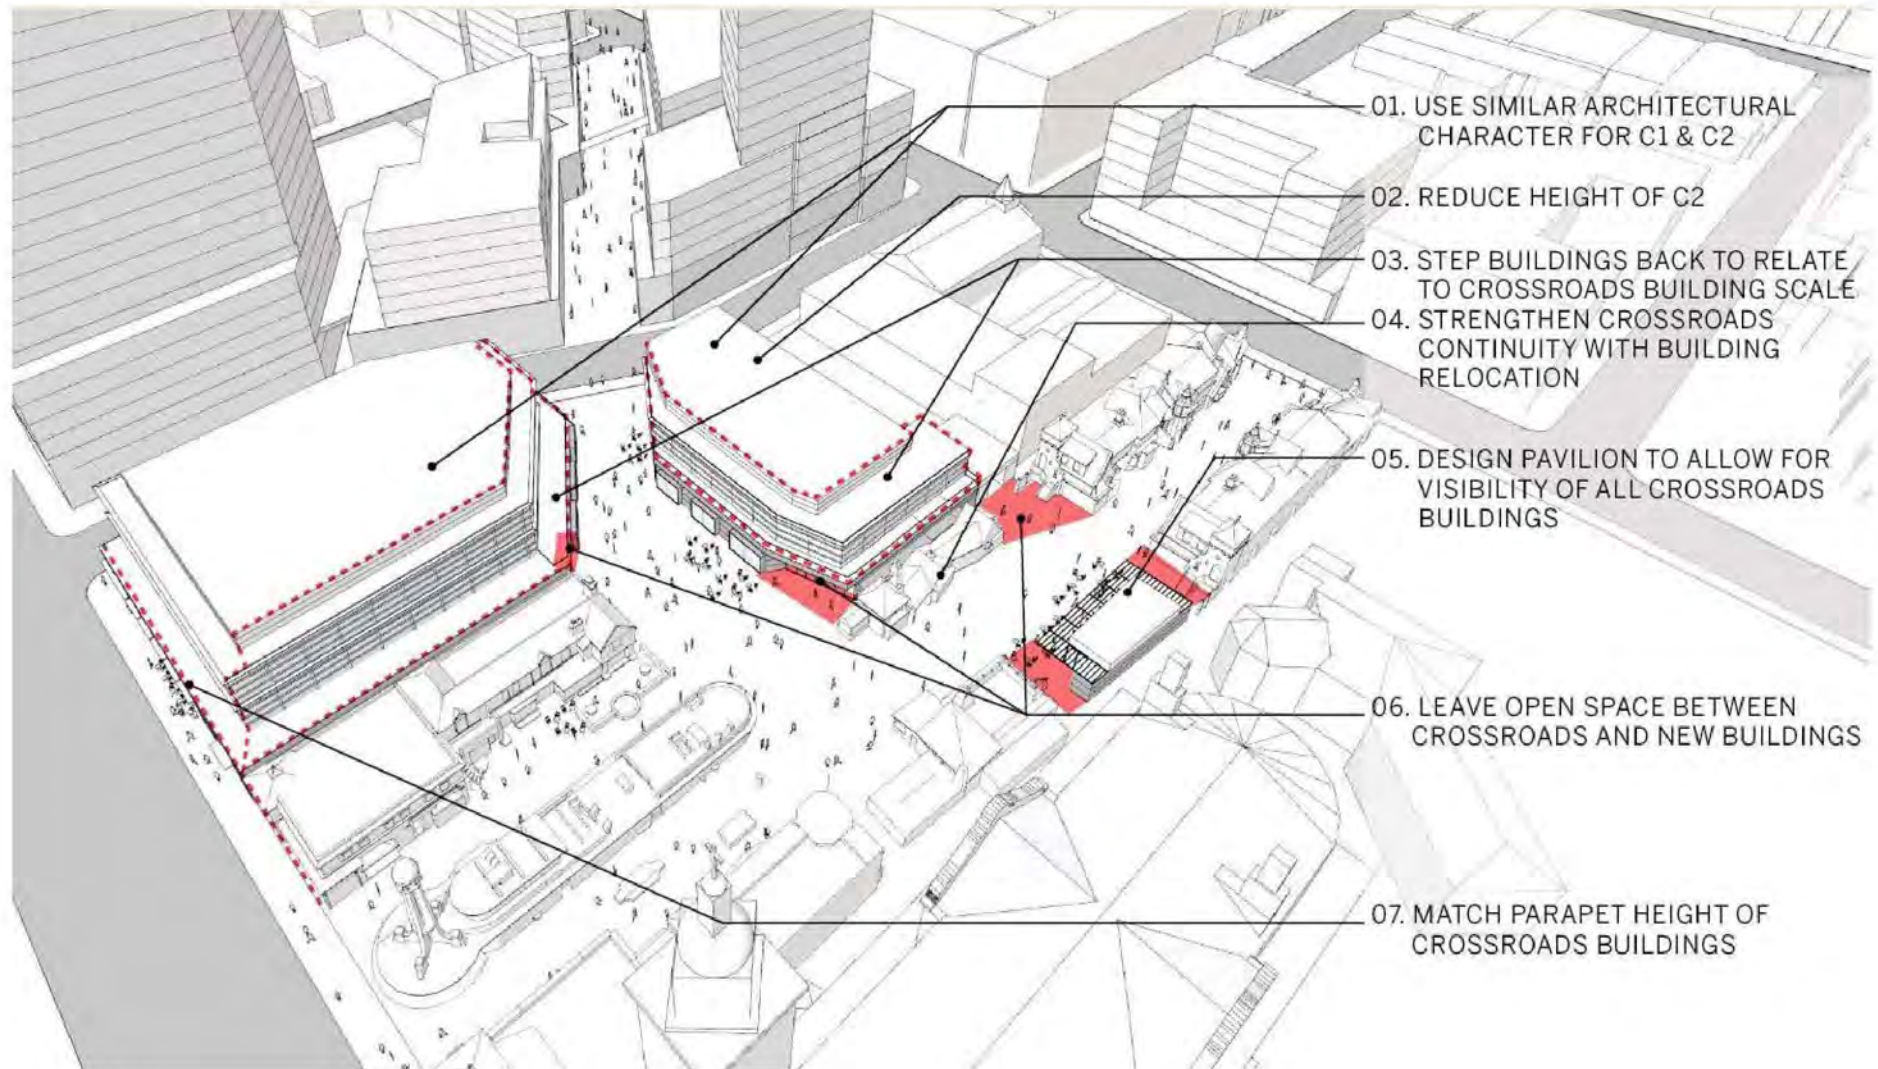 01. USE SIMILAR ARCHITECTURAL
CHARACTER FOR C1 & C2
02. REDUCE HEIGHT OF C2
03. STEP BUILDINGS BACK TO RELATE
TO CROSSROADS BUILDING SCALE
04. STRENGTHEN CROSSROADS
CONTINUITY WITH BUILDING
RELOCATION
05. DESIGN PAVILION TO ALLOW FOR
VISIBILITY OF ALL CROSSROADS
BUILDINGS
06. LEAVE OPEN SPACE BETWEEN
CROSSROADS AND NEW BUILDINGS
07. MATCH PARAPET HEIGHT OF
CROSSROADS BUILDINGS